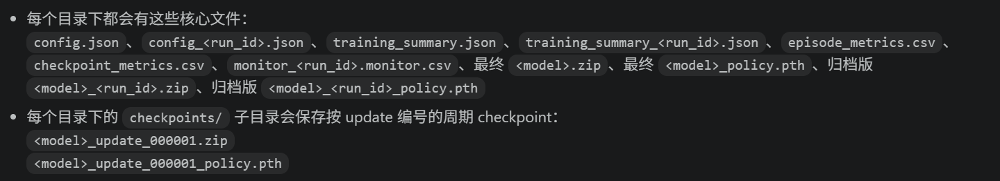 每个目录下都会有这些核心文件：
config.json、config_<run_id>.json、training_summary.json、training_summary_<run_id>.json、episode_metrics.csv、
checkpoint_metrics.csv、monitor_<run_id>.monitor.csv、最终 <model>.zip、最终 <model>_policy.pth、归档版
<model>_<run_id>.zip、归档版 <model>_<run_id>_policy.pth
每个目录下的 checkpoints/ 子目录会保存按 update 编号的周期 checkpoint：
<model>_update_000001.zip
<model>_update_000001_policy.pth